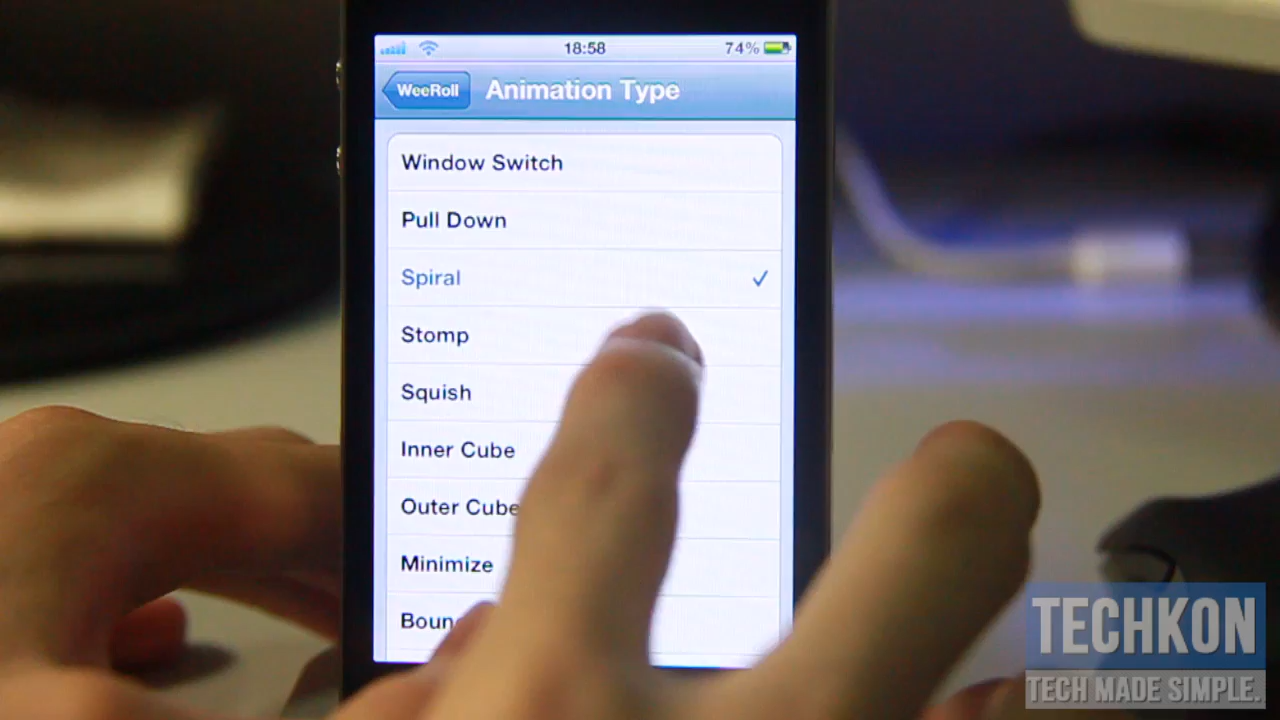 18:58
74%
WeeRoll
Animation Type
Window Switch
Pull Down
Spiral
Stomp
Squish
Inner Cube
Outer Cube
Minimize
Boun
TECHKON
TECH MADE SIMPLE.